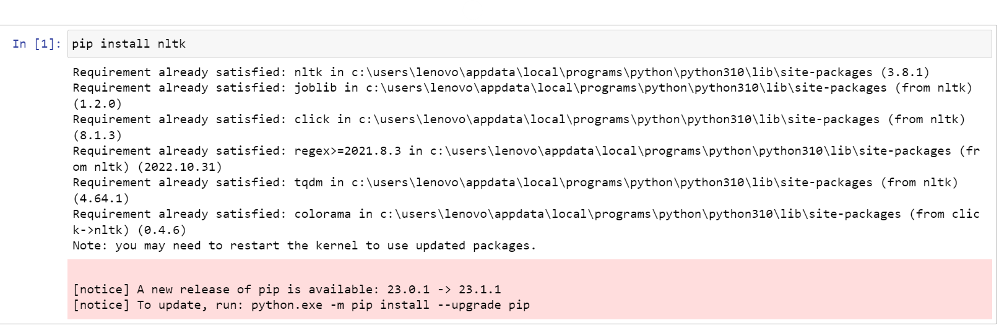 In [1]: pip install nltk
Requirement already satisfied: nltk in c:\users\lenovo\appdata\local\programs\python\python310\lib\site-packages (3.8.1)
Requirement already satisfied: joblib in c:\users\lenovo\appdata\local\programs\python\python310\lib\site-packages (from nltk)
(1.2.0)
Requirement already satisfied: click in c:\users\lenovo\appdata\local\programs\python\python310\lib\site-packages (from nltk)
(8.1.3)
Requirement already satisfied: regex>=2021.8.3 in c:\users\lenovo\appdata\local\programs\python\python310\lib\site-packages (fr
om nltk) (2022.10.31)
Requirement already satisfied: tqdm in c:\users\lenovo\appdata\local\programs\python\python310\lib\site-packages (from nltk)
(4.64.1)
Requirement already satisfied: colorama in c:\users\lenovo\appdata\local\programs\python\python310\lib\site-packages (from clic
k->nltk) (0.4.6)
Note: you may need to restart the kernel to use updated packages.
[notice] A new release of pip is available: 23.0.1 -> 23.1.1
[notice] To update, run: python.exe -m pip install --upgrade pip